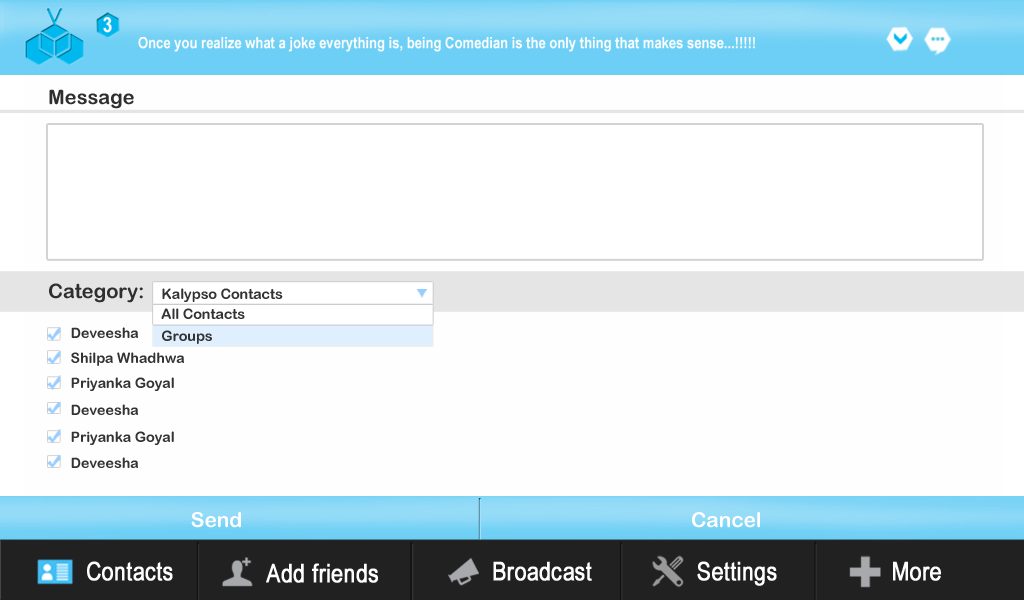 3
Once you realize what a joke everything is, being Comedian is the only thing that makes sense...!!!!!
Message
Category:
Kalypso Contacts
All Contacts
Groups
Deveesha
Shilpa Whadhwa
Priyanka Goyal
Deveesha
Priyanka Goyal
Deveesha
Send
Cancel
Contacts
Add friends
Broadcast
Settings
More